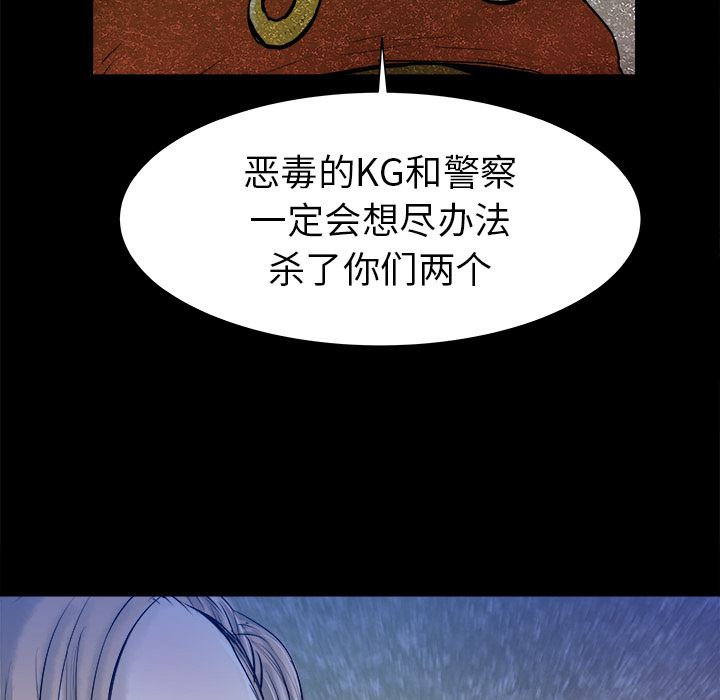 恶毒的KG和警察
一定会想尽办法
杀了你们两个